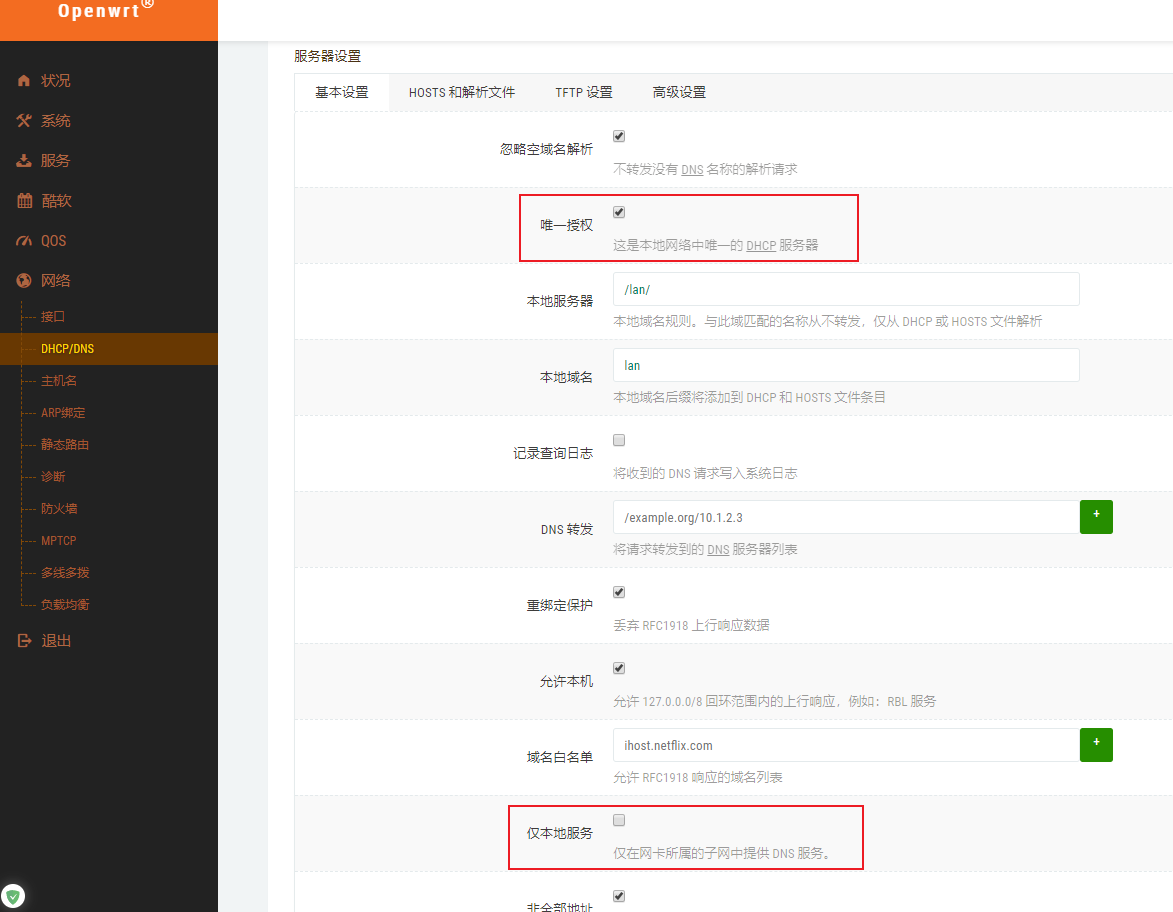 Openwrt®
状况
系统
服务
酷软
QOS
网络
接口
DHCP/DNS
主机名
ARP绑定
静态路由
诊断
防火墙
MPTCP
多线多拨
负载均衡
退出
服务器设置
基本设置 HOSTS 和解析文件 TFTP 设置 高级设置
忽略空域名解析
不转发没有 DNS 名称的解析请求
唯一授权
这是本地网络中唯一的 DHCP 服务器
本地服务器 /lan/
本地域名规则。与此域匹配的名称从不转发，仅从 DHCP 或 HOSTS 文件解析
本地域名 lan
本地域名后缀将添加到 DHCP 和 HOSTS 文件条目
记录查询日志
将收到的 DNS 请求写入系统日志
DNS 转发 /example.org/10.1.2.3 +
将请求转发到的 DNS 服务器列表
重绑定保护
丢弃 RFC1918 上行响应数据
允许本机
允许 127.0.0.0/8 回环范围内的上行响应，例如：RBL 服务
域名白名单 ihost.netflix.com +
允许 RFC1918 响应的域名列表
仅本地服务
仅在网卡所属的子网中提供 DNS 服务。
非全部地址